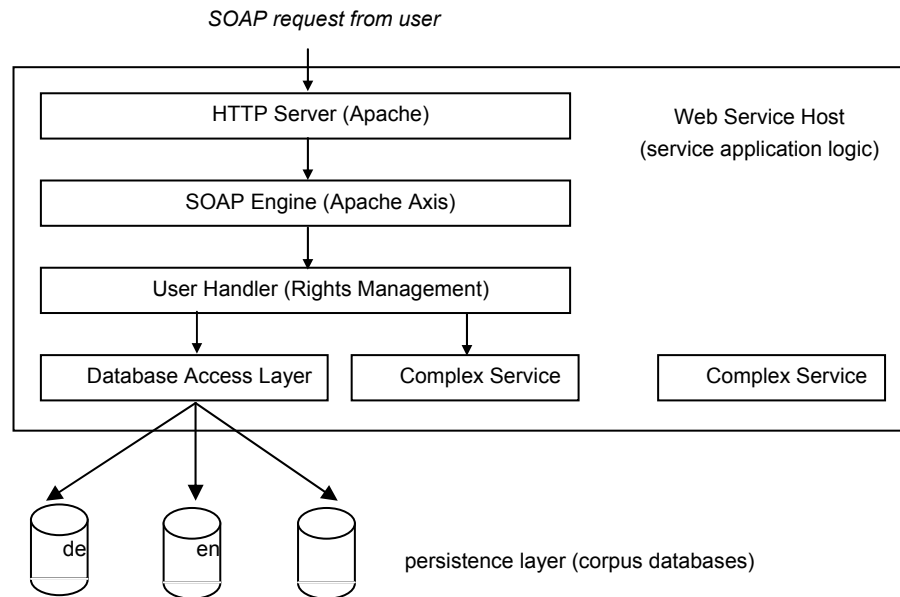 SOAP request from user
HTTP Server (Apache)
Web Service Host
(service application logic)
SOAP Engine (Apache Axis)
User Handler (Rights Management)
Database Access Layer
Complex Service
Complex Service
de
en
persistence layer (corpus databases)